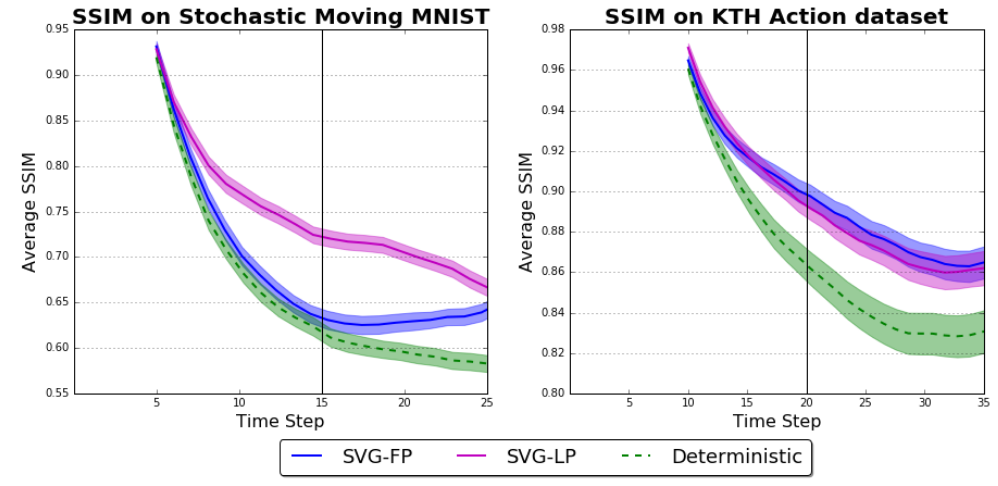 SSIM on Stochastic Moving MNIST
0.95
0.90
0.85
0.80
0.75
0.70
0.65
0.60
0.55
Average SSIM
5 10 15 20 25
Time Step
SSIM on KTH Action dataset
0.98
0.96
0.94
0.92
0.90
0.88
0.86
0.84
0.82
0.80
Average SSIM
5 10 15 20 25 30 35
Time Step
SVG-FP SVG-LP Deterministic